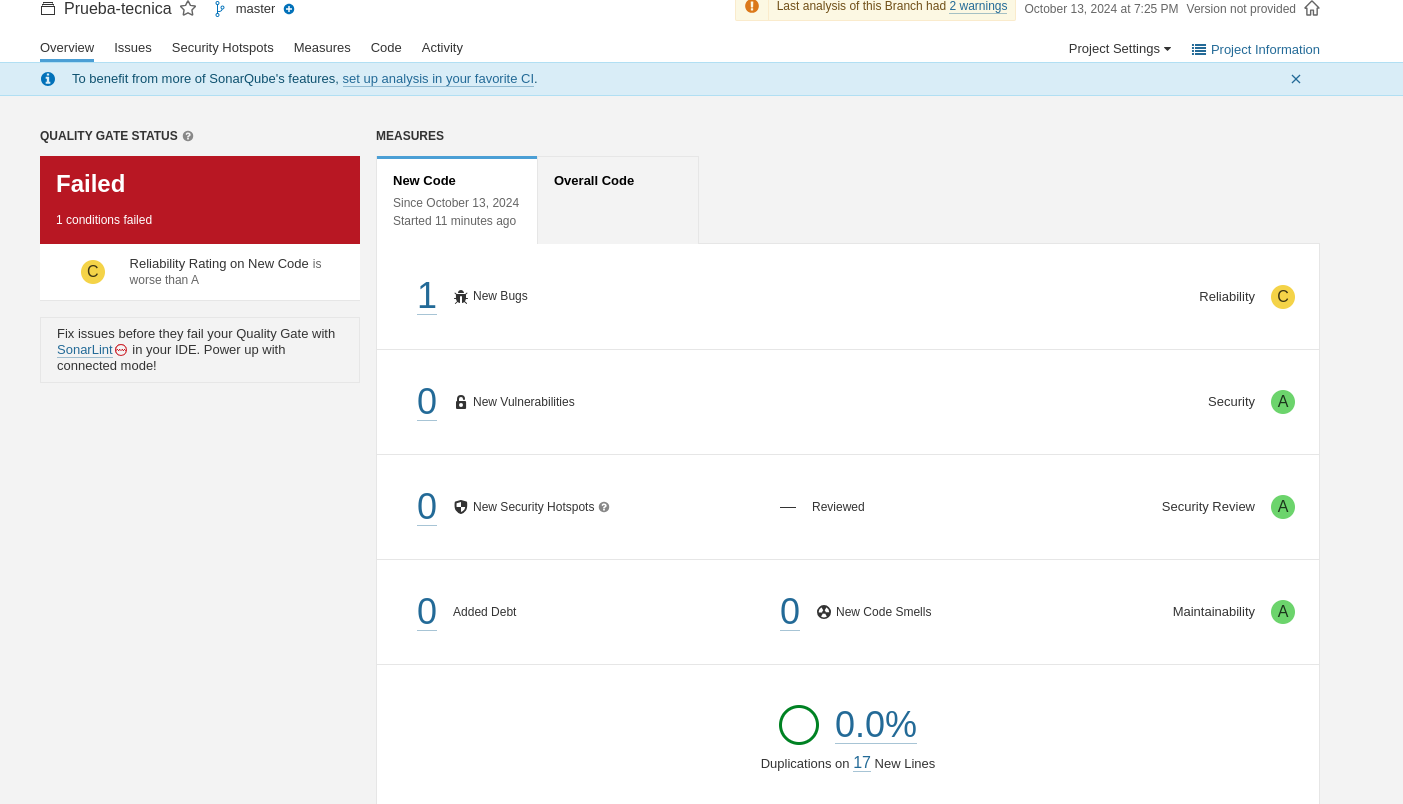 Prueba-tecnica master
Last analysis of this Branch had 2 warnings October 13, 2024 at 7:25 PM Version not provided
Overview Issues Security Hotspots Measures Code Activity
Project Settings Project Information
To benefit from more of SonarQube's features, set up analysis in your favorite CI.
QUALITY GATE STATUS
Failed
1 conditions failed
C
Reliability Rating on New Code is
worse than A
Fix issues before they fail your Quality Gate with
SonarLint in your IDE. Power up with
connected mode!
MEASURES
New Code
Since October 13, 2024
Started 11 minutes ago
Overall Code
1 New Bugs Reliability C
0 New Vulnerabilities Security A
0 New Security Hotspots — Reviewed Security Review A
0 Added Debt 0 New Code Smells Maintainability A
0.0%
Duplications on 17 New Lines